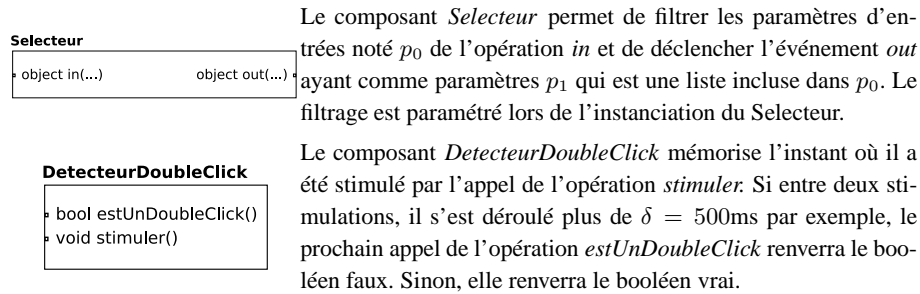 Selecteur
object in(...)
object out(...)
Le composant Selecteur permet de filtrer les paramètres d'en-
trées noté p₀ de l'opération in et de déclencher l'événement out
ayant comme paramètres p₁ qui est une liste incluse dans p₀. Le
filtrage est paramétré lors de l'instanciation du Selecteur.
DetecteurDoubleClick
bool estUnDoubleClick()
void stimuler()
Le composant DetecteurDoubleClick mémorise l'instant où il a
été stimulé par l'appel de l'opération stimuler. Si entre deux sti-
mulations, il s'est déroulé plus de δ = 500ms par exemple, le
prochain appel de l'opération estUnDoubleClick renverra le boo-
léen faux. Sinon, elle renverra le booléen vrai.